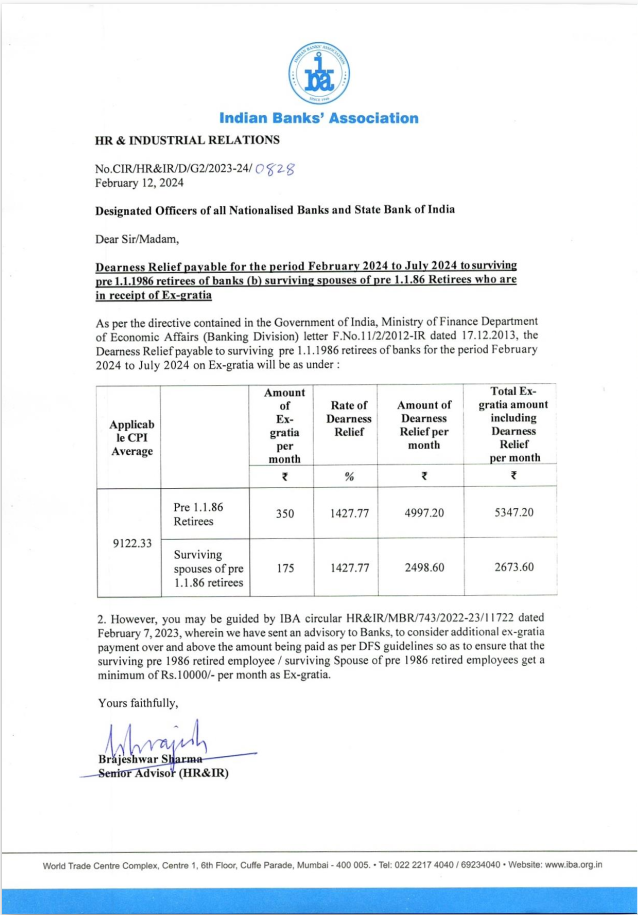 INDIAN BANKS' ASSOCIATION
iba
SINCE 1946
Indian Banks' Association
HR & INDUSTRIAL RELATIONS
No.CIR/HR&IR/D/G2/2023-24/ 0828
February 12, 2024
Designated Officers of all Nationalised Banks and State Bank of India
Dear Sir/Madam,
Dearness Relief payable for the period February 2024 to July 2024 to surviving
pre 1.1.1986 retirees of banks (b) surviving spouses of pre 1.1.86 Retirees who are
in receipt of Ex-gratia
As per the directive contained in the Government of India, Ministry of Finance Department
of Economic Affairs (Banking Division) letter F.No.11/2/2012-IR dated 17.12.2013, the
Dearness Relief payable to surviving pre 1.1.1986 retirees of banks for the period February
2024 to July 2024 on Ex-gratia will be as under :
Applicab
le CPI
Average
Amount
of
Ex-
gratia
per
month
Rate of
Dearness
Relief
Amount of
Dearness
Relief per
month
Total Ex-
gratia amount
including
Dearness
Relief
per month
₹ % ₹ ₹
9122.33
Pre 1.1.86
Retirees
350 1427.77 4997.20 5347.20
Surviving
spouses of pre
1.1.86 retirees
175 1427.77 2498.60 2673.60
2. However, you may be guided by IBA circular HR&IR/MBR/743/2022-23/11722 dated
February 7, 2023, wherein we have sent an advisory to Banks, to consider additional ex-gratia
payment over and above the amount being paid as per DFS guidelines so as to ensure that the
surviving pre 1986 retired employee / surviving Spouse of pre 1986 retired employees get a
minimum of Rs.10000/- per month as Ex-gratia.
Yours faithfully,
Brajeshwar Sharma
Senior Advisor (HR&IR)
World Trade Centre Complex, Centre 1, 6th Floor, Cuffe Parade, Mumbai - 400 005. • Tel: 022 2217 4040 / 69234040 • Website: www.iba.org.in